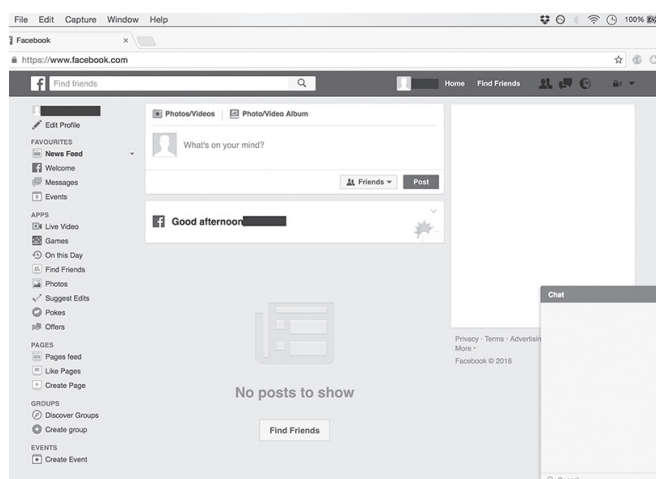 File Edit Capture Window Help 100%
Facebook ×
https://www.facebook.com
f Find friends Home Find Friends
Edit Profile
FAVOURITES
News Feed
Welcome
Messages
Events
APPS
Live Video
Games
On this Day
Find Friends
Photos
Suggest Edits
Pokes
Offers
PAGES
Pages feed
Like Pages
Create Page
GROUPS
Discover Groups
Create group
EVENTS
Create Event
Photos/Videos Photo/Video Album
What's on your mind?
Friends Post
Good afternoon
No posts to show
Find Friends
Privacy · Terms · Advertisin
More
Facebook © 2016
Chat